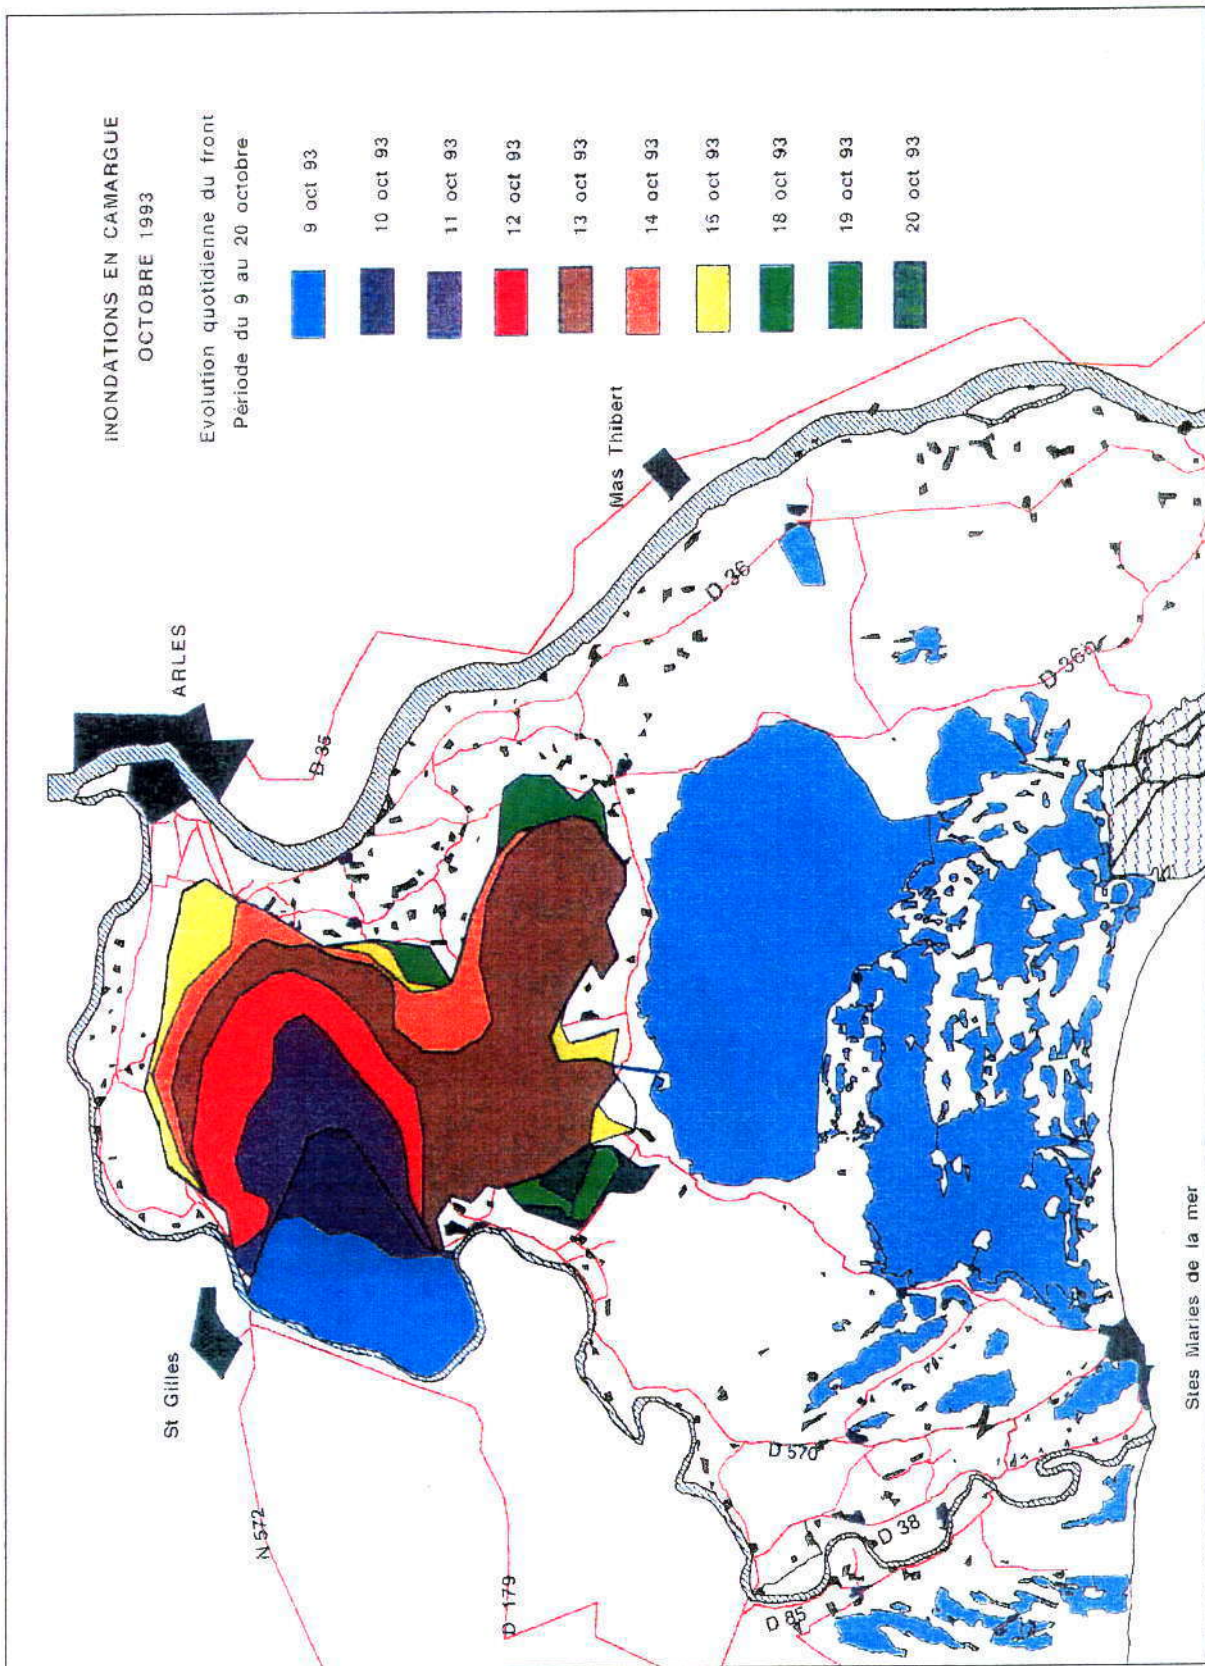 INONDATIONS EN CAMARGUE
OCTOBRE 1993
Evolution quotidienne du front
Période du 9 au 20 octobre
9 oct 93
10 oct 93
11 oct 93
12 oct 93
13 oct 93
14 oct 93
15 oct 93
18 oct 93
19 oct 93
20 oct 93
ARLES
Mas Thibert
D 35
D 36
D 36b
St Gilles
N 572
D 179
D 570
D 38
D 85
Stes Maries de la mer